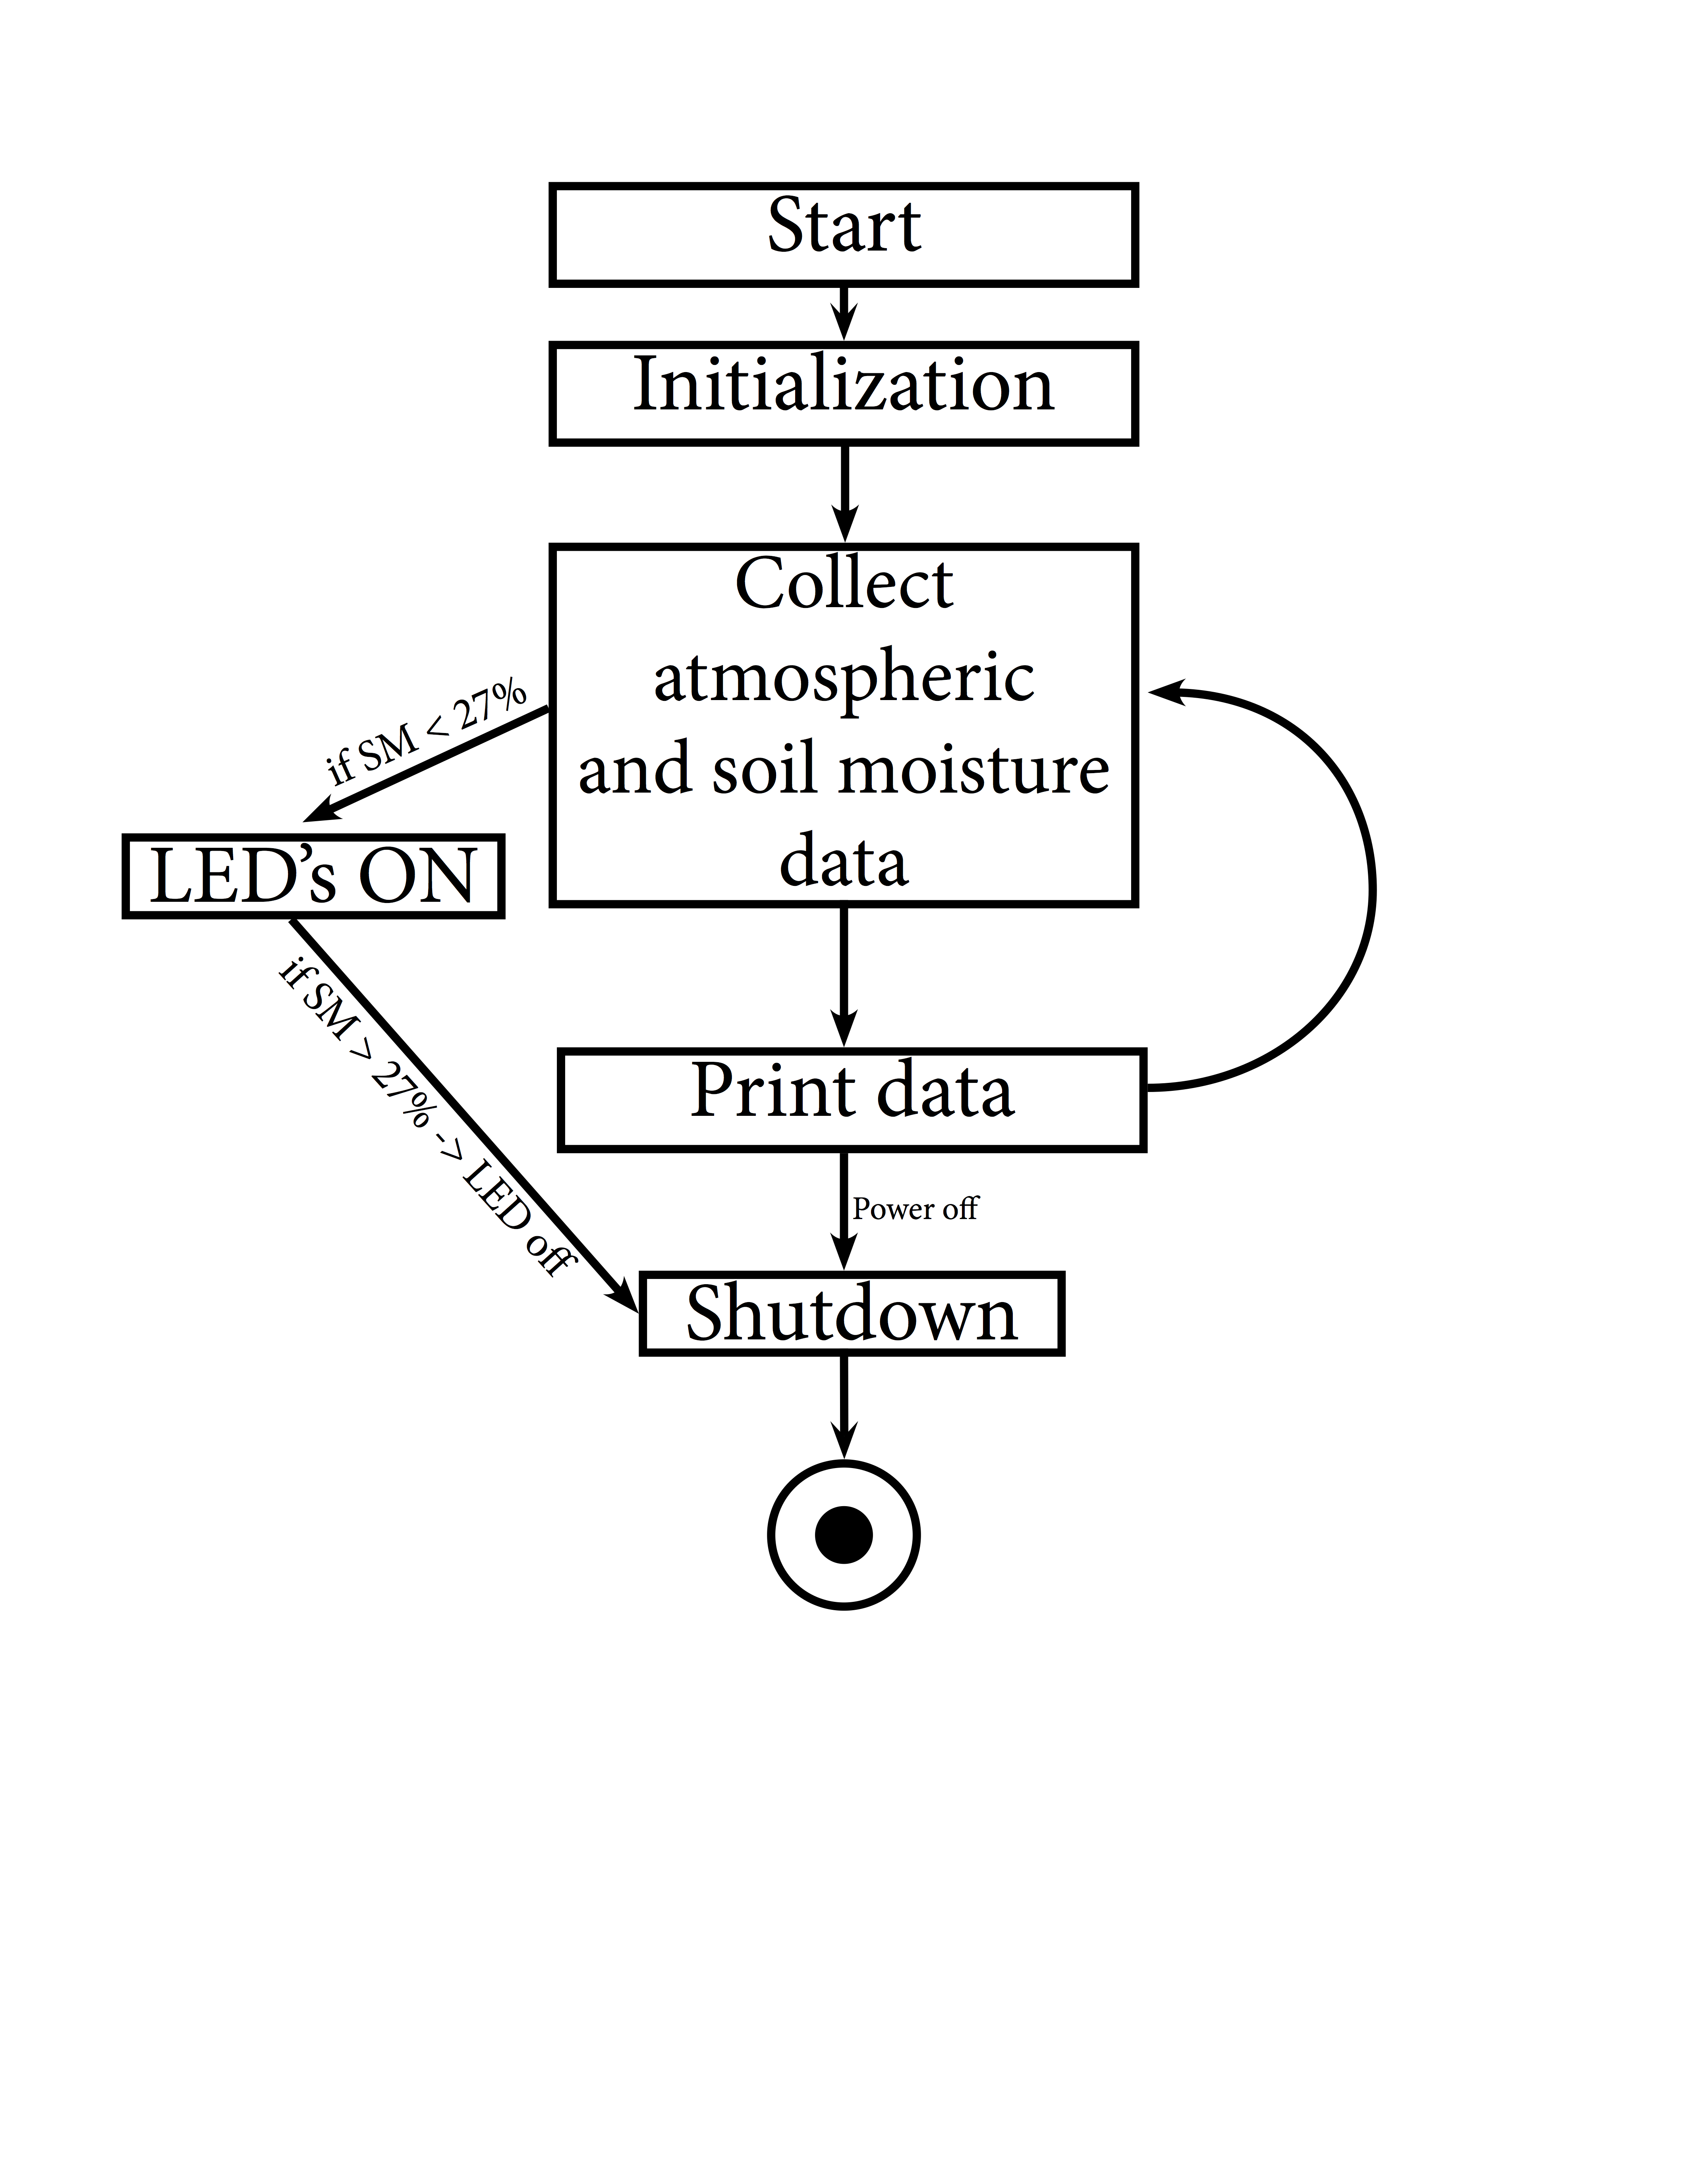 Start
Initialization
Collect
atmospheric
and soil moisture
data
if SM < 27%
LED’s ON
if SM > 27% -> LED off
Print data
Power off
Shutdown